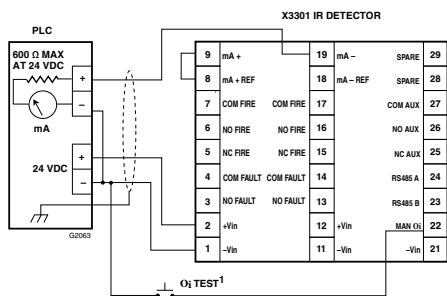 X3301 IR DETECTOR
PLC
600 Ω MAX
AT 24 VDC
+
–
mA
24 VDC
+
–
G2063
9 mA + 19 mA – SPARE 29
8 mA + REF 18 mA – REF SPARE 28
7 COM FIRE COM FIRE 17 COM AUX 27
6 NO FIRE NO FIRE 16 NO AUX 26
5 NC FIRE NC FIRE 15 NC AUX 25
4 COM FAULT COM FAULT 14 RS485 A 24
3 NO FAULT NO FAULT 13 RS485 B 23
2 +Vin 12 +Vin MAN Oi 22
1 –Vin 11 –Vin –Vin 21
Oi TEST1